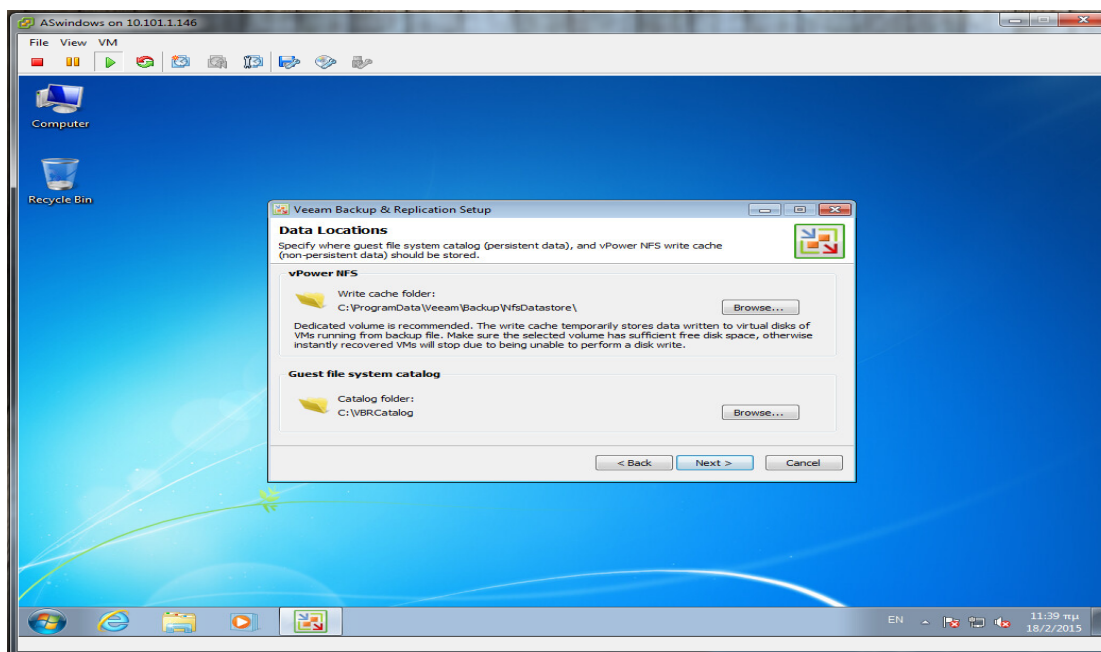 ASwindows on 10.101.1.146
File View VM
Computer
Recycle Bin
Veeam Backup & Replication Setup
Data Locations
Specify where guest file system catalog (persistent data), and vPower NFS write cache
(non-persistent data) should be stored.
vPower NFS
Write cache folder:
C:\ProgramData\Veeam\Backup\NfsDatastore\
Browse...
Dedicated volume is recommended. The write cache temporarily stores data written to virtual disks of
VMs running from backup file. Make sure the selected volume has sufficient free disk space, otherwise
instantly recovered VMs will stop due to being unable to perform a disk write.
Guest file system catalog
Catalog folder:
C:\VBRCatalog
Browse...
< Back Next > Cancel
EN
11:39 πμ
18/2/2015